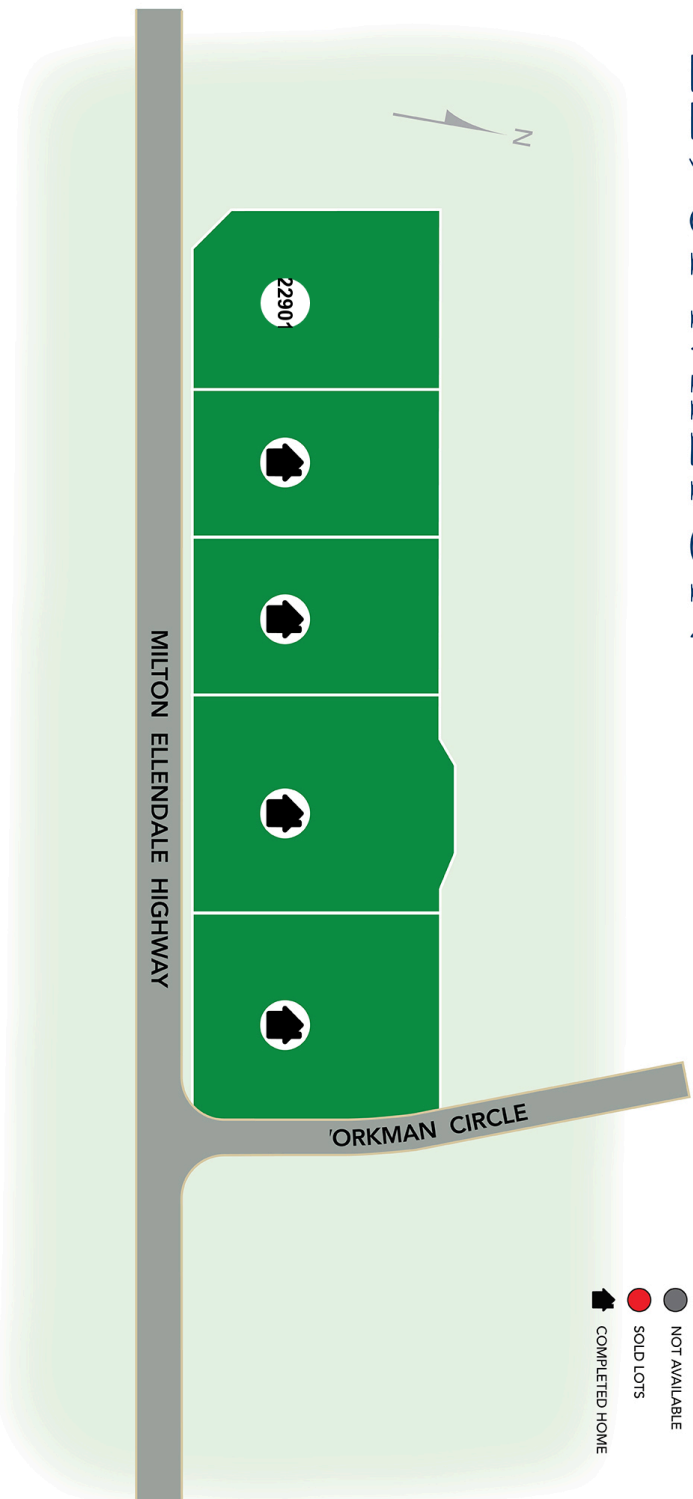 N
22901
MILTON ELLENDALE HIGHWAY
'ORKMAN CIRCLE
NOT AVAILABLE
SOLD LOTS
COMPLETED HOME